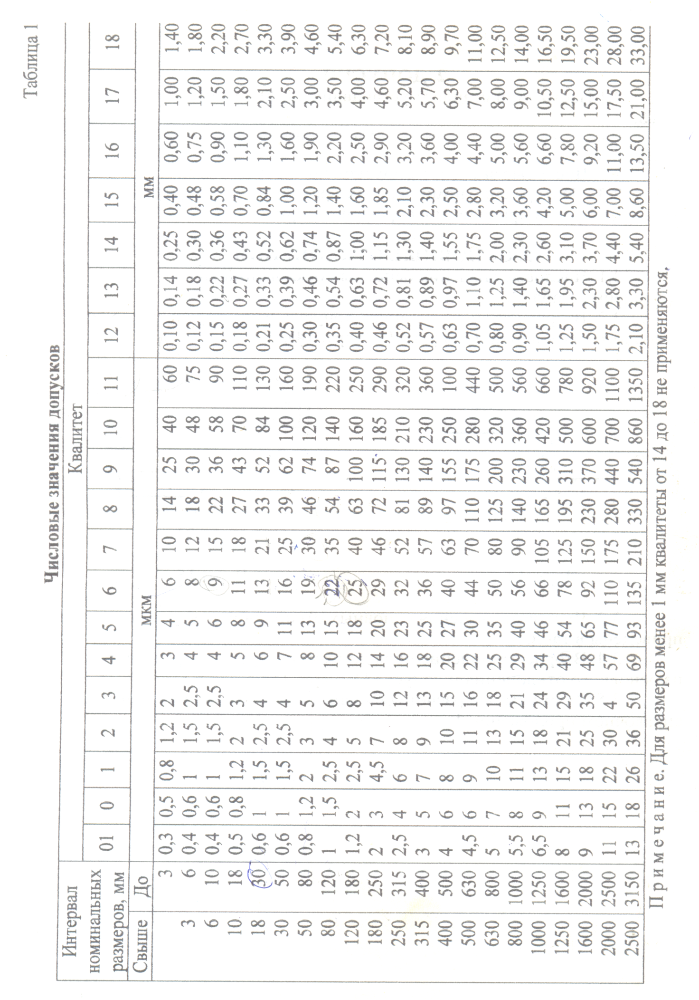 Таблица 1
Числовые значения допусков
Интервал номинальных размеров, мм Квалитет
01 0 1 2 3 4 5 6 7 8 9 10 11 12 13 14 15 16 17 18
Свыше До мкм мм
3 0,3 0,5 0,8 1,2 2 3 4 6 10 14 25 40 60 0,10 0,14 0,25 0,40 0,60 1,00 1,40
3 6 0,4 0,6 1 1,5 2,5 4 5 8 12 18 30 48 75 0,12 0,18 0,30 0,48 0,75 1,20 1,80
6 10 0,4 0,6 1 1,5 2,5 4 6 9 15 22 36 58 90 0,15 0,22 0,36 0,58 0,90 1,50 2,20
10 18 0,5 0,8 1,2 2 3 5 8 11 18 27 43 70 110 0,18 0,27 0,43 0,70 1,10 1,80 2,70
18 30 0,6 1 1,5 2,5 4 6 9 13 21 33 52 84 130 0,21 0,33 0,52 0,84 1,30 2,10 3,30
30 50 0,6 1 1,5 2,5 4 7 11 16 25 39 62 100 160 0,25 0,39 0,62 1,00 1,60 2,50 3,90
50 80 0,8 1,2 2 3 5 8 13 19 30 46 74 120 190 0,30 0,46 0,74 1,20 1,90 3,00 4,60
80 120 1 1,5 2,5 4 6 10 15 22 35 54 87 140 220 0,35 0,54 0,87 1,40 2,20 3,50 5,40
120 180 1,2 2 2,5 5 8 12 18 25 40 63 100 160 250 0,40 0,63 1,00 1,60 2,50 4,00 6,30
180 250 2 3 4,5 7 10 14 20 29 46 72 115 185 290 0,46 0,72 1,15 1,85 2,90 4,60 7,20
250 315 2,5 4 6 8 12 16 23 32 52 81 130 210 320 0,52 0,81 1,30 2,10 3,20 5,20 8,10
315 400 3 5 7 9 13 18 25 36 57 89 140 230 360 0,57 0,89 1,40 2,30 3,60 5,70 8,90
400 500 4 6 8 10 15 20 27 40 63 97 155 250 100 0,63 0,97 1,55 2,50 4,00 6,30 9,70
500 630 4,5 6 9 11 16 22 30 44 70 110 175 280 440 0,70 1,10 1,75 2,80 4,40 7,00 11,00
630 800 5 7 10 13 18 25 35 50 80 125 200 320 500 0,80 1,25 2,00 3,20 5,00 8,00 12,50
800 1000 5,5 8 11 15 21 29 40 56 90 140 230 360 560 0,90 1,40 2,30 3,60 5,60 9,00 14,00
1000 1250 6,5 9 13 18 24 34 46 66 105 165 260 420 660 1,05 1,65 2,60 4,20 6,60 10,50 16,50
1250 1600 8 11 15 21 29 40 54 78 125 195 310 500 780 1,25 1,95 3,10 5,00 7,80 12,50 19,50
1600 2000 9 13 18 25 35 48 65 92 150 230 370 600 920 1,50 2,30 3,70 6,00 9,20 15,00 23,00
2000 2500 11 15 22 30 4 57 77 110 175 280 440 700 1100 1,75 2,80 4,40 7,00 11,00 17,50 28,00
2500 3150 13 18 26 36 50 69 93 135 210 330 540 860 1350 2,10 3,30 5,40 8,60 13,50 21,00 33,00
Примечание. Для размеров менее 1 мм квалитеты от 14 до 18 не применяются.